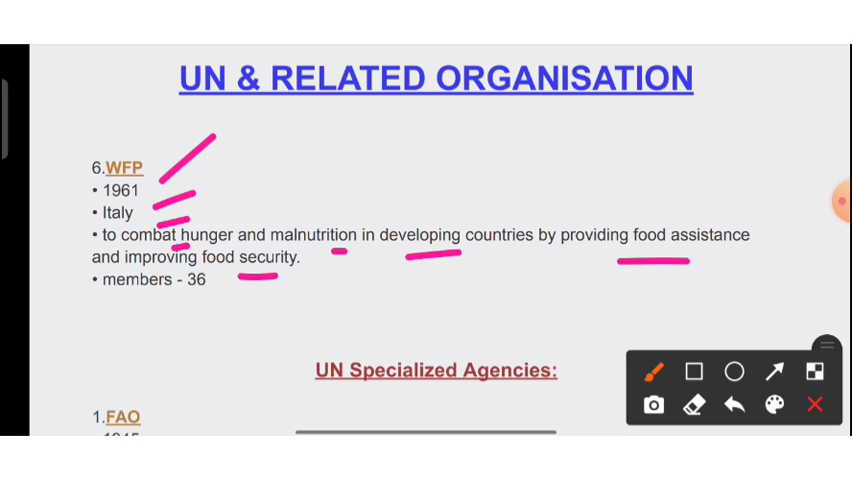 UN & RELATED ORGANISATION
6.WFP
• 1961
• Italy
• to combat hunger and malnutrition in developing countries by providing food assistance
and improving food security.
• members - 36
UN Specialized Agencies:
1.FAO